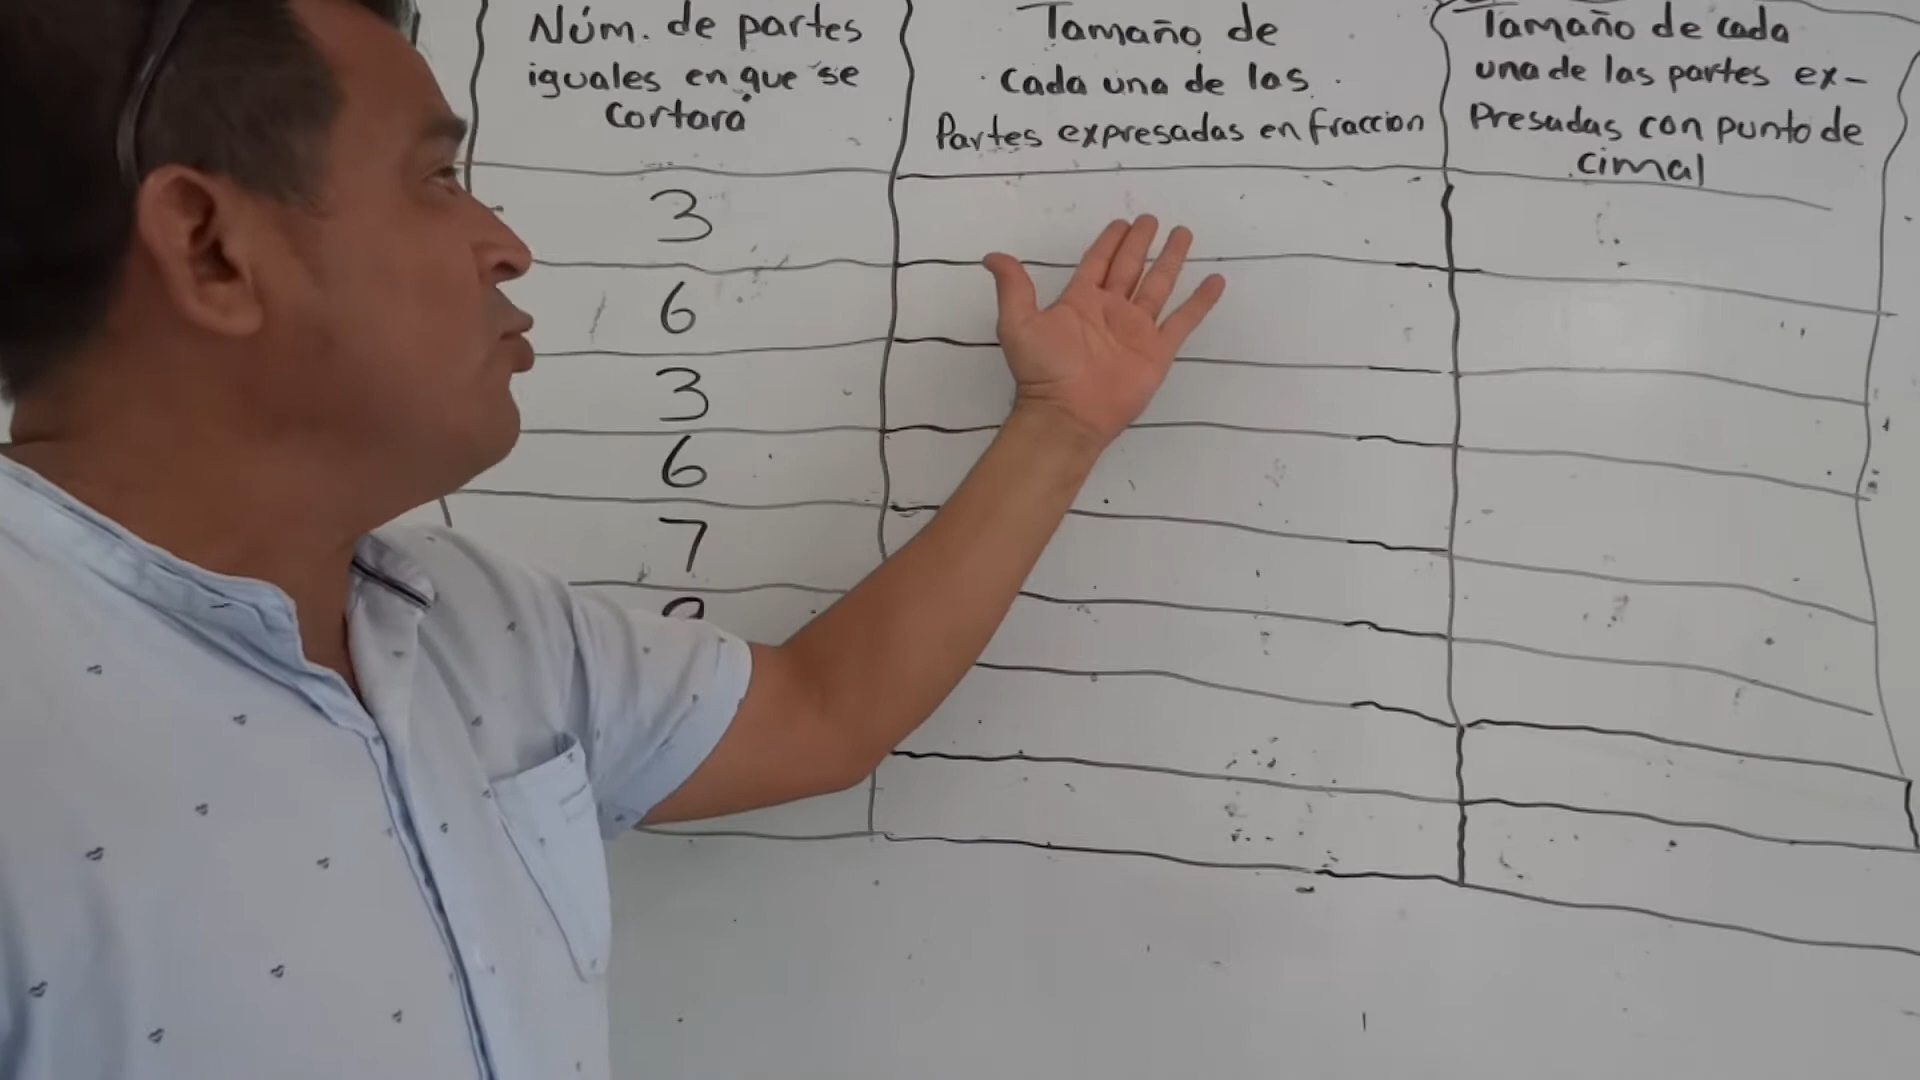 Núm. de partes
iguales en que se
Cortará
Tamaño de
Cada una de las
Partes expresadas en fraccion
Tamaño de cada
una de las partes ex-
Presadas con punto de
cimal
3
6
3
6
7